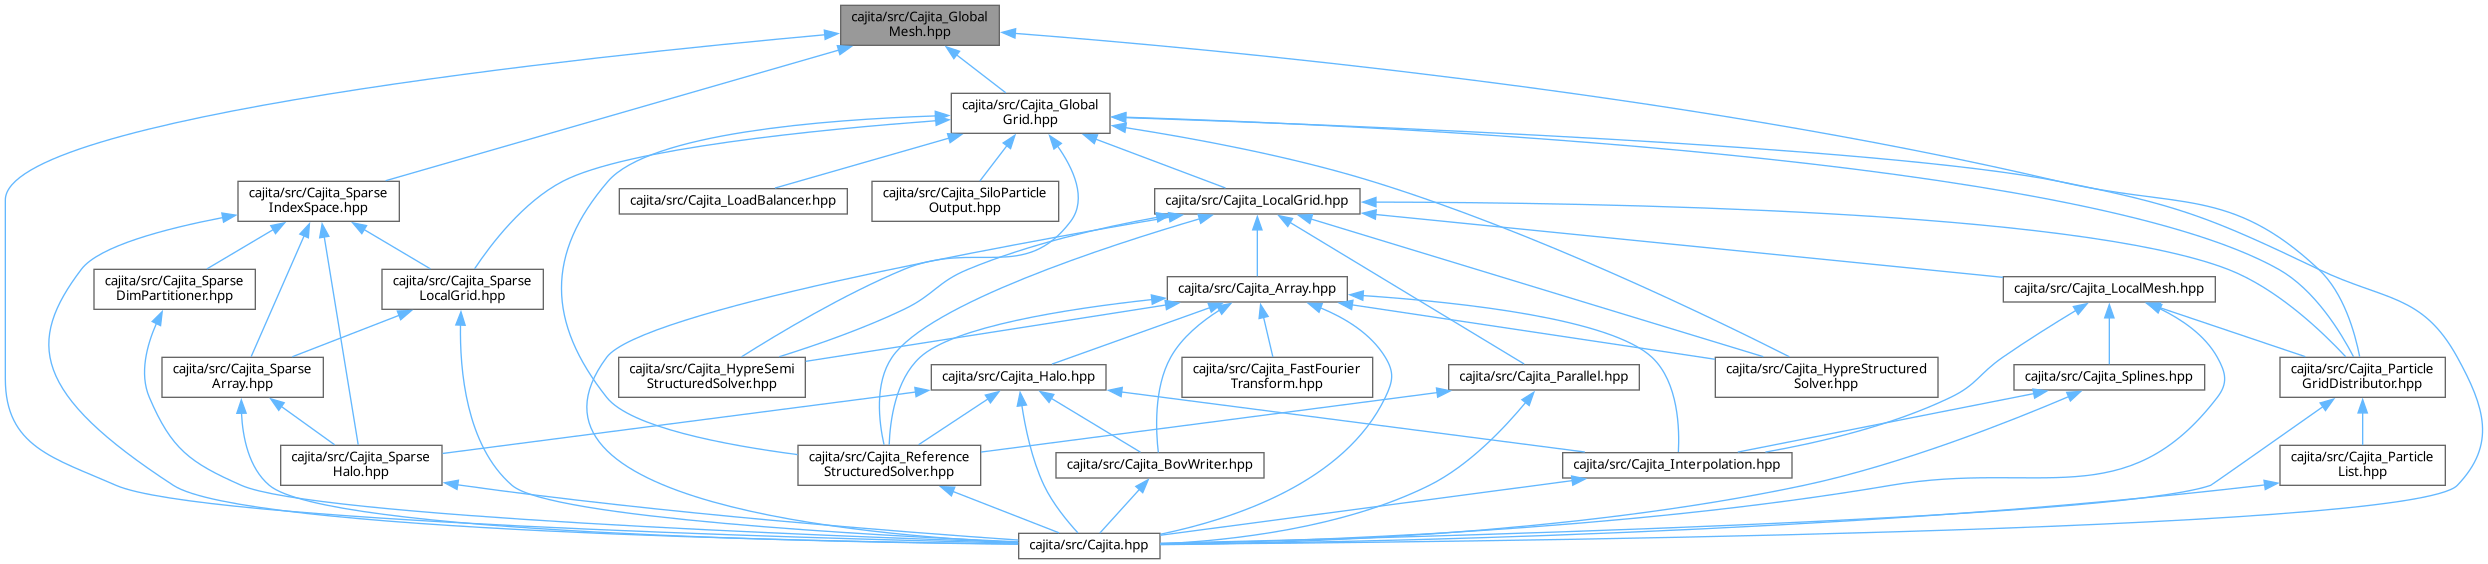 cajita/src/Cajita_Global
Mesh.hpp
cajita/src/Cajita_Global
Grid.hpp
cajita/src/Cajita_Sparse
IndexSpace.hpp
cajita/src/Cajita_LoadBalancer.hpp
cajita/src/Cajita_SiloParticle
Output.hpp
cajita/src/Cajita_LocalGrid.hpp
cajita/src/Cajita_Sparse
DimPartitioner.hpp
cajita/src/Cajita_Sparse
LocalGrid.hpp
cajita/src/Cajita_Array.hpp
cajita/src/Cajita_LocalMesh.hpp
cajita/src/Cajita_Sparse
Array.hpp
cajita/src/Cajita_HypreSemi
StructuredSolver.hpp
cajita/src/Cajita_Halo.hpp
cajita/src/Cajita_FastFourier
Transform.hpp
cajita/src/Cajita_Parallel.hpp
cajita/src/Cajita_HypreStructured
Solver.hpp
cajita/src/Cajita_Splines.hpp
cajita/src/Cajita_Particle
GridDistributor.hpp
cajita/src/Cajita_Sparse
Halo.hpp
cajita/src/Cajita_Reference
StructuredSolver.hpp
cajita/src/Cajita_BovWriter.hpp
cajita/src/Cajita_Interpolation.hpp
cajita/src/Cajita_Particle
List.hpp
cajita/src/Cajita.hpp